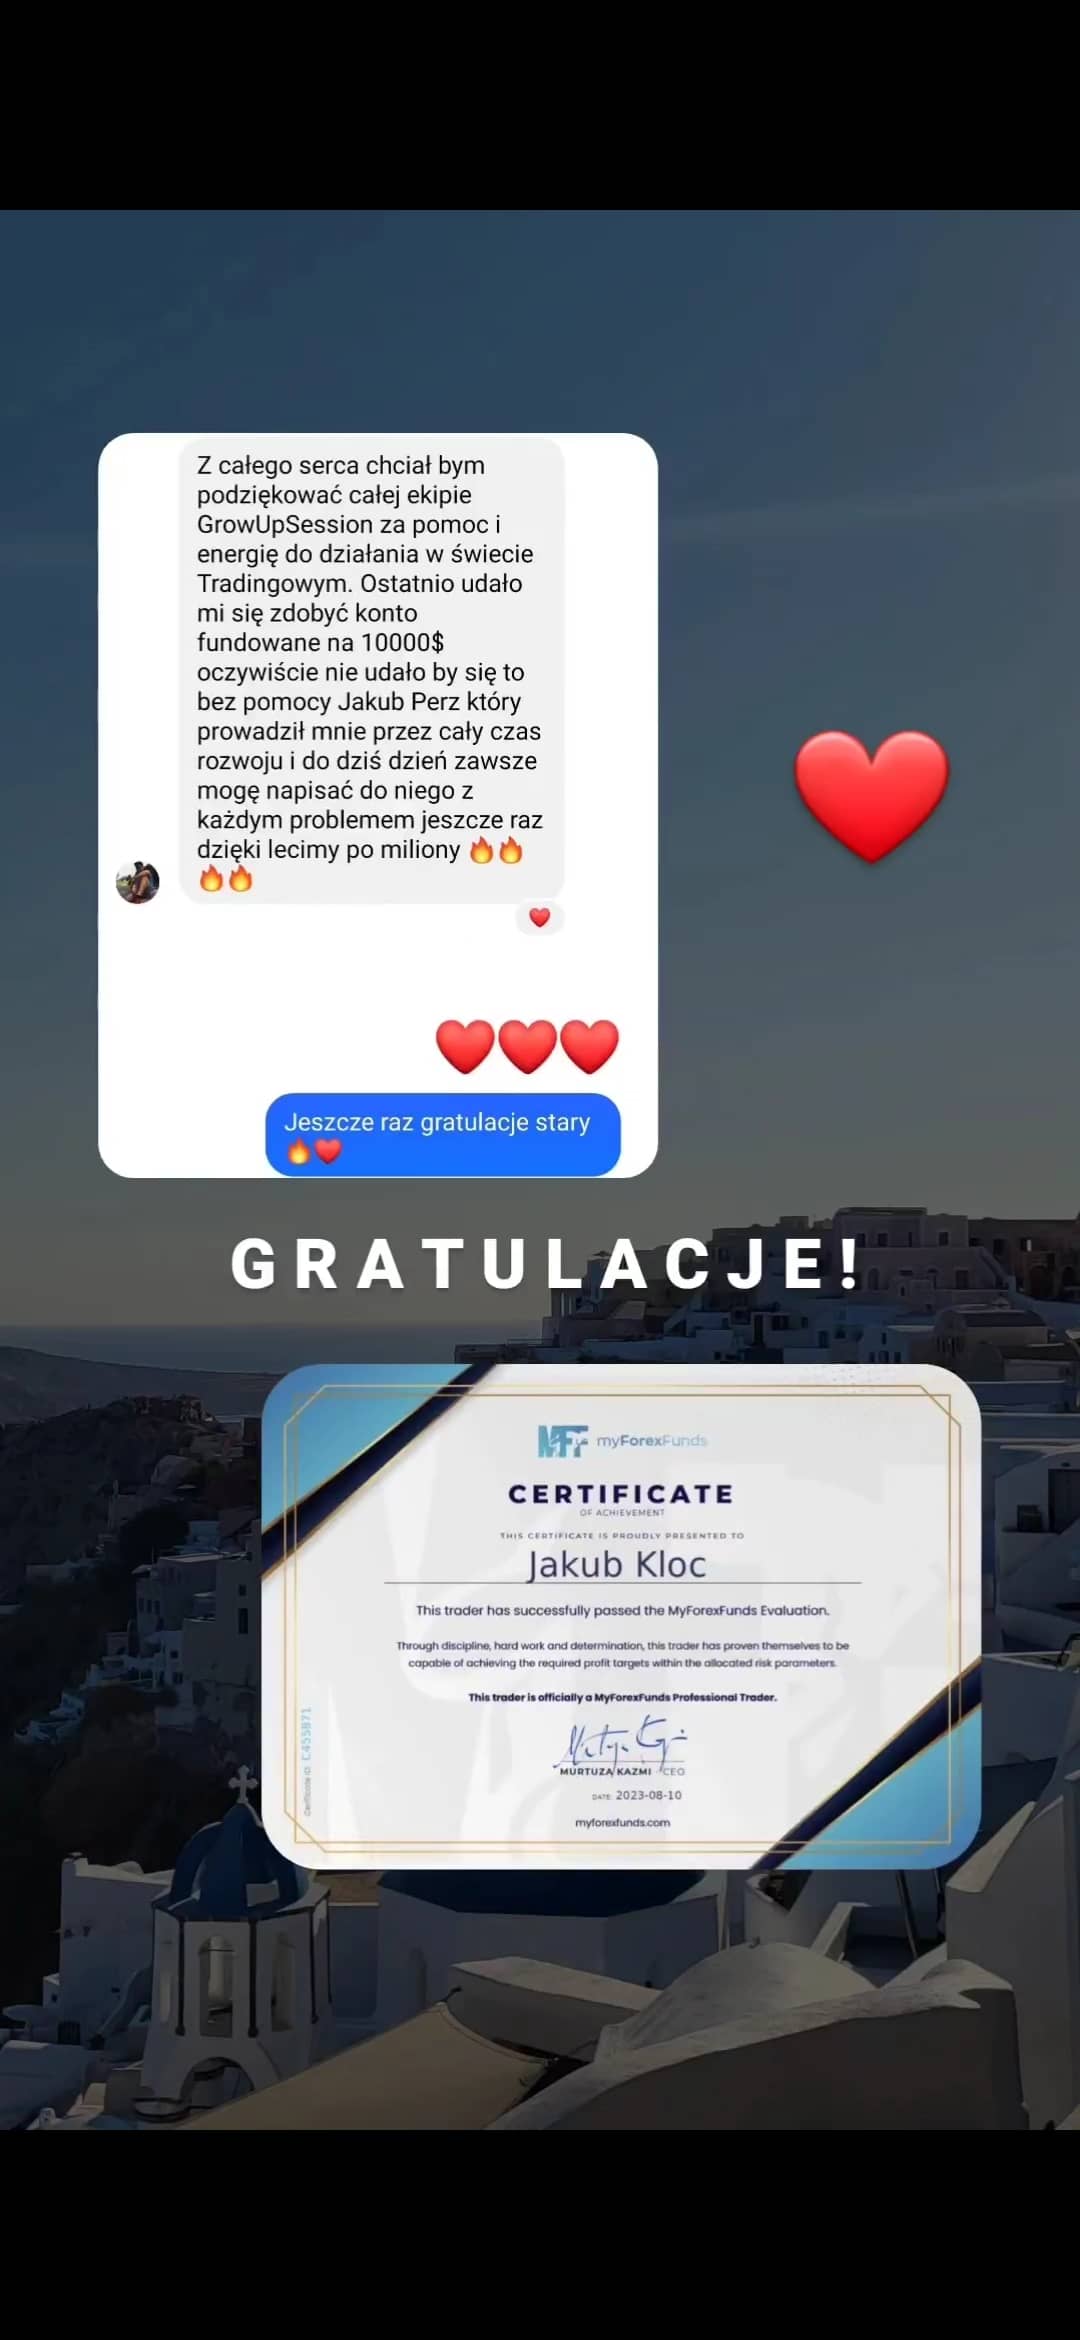 Z całego serca chciał bym
podziękować całej ekipie
GrowUpSession za pomoc i
energię do działania w świecie
Tradingowym. Ostatnio udało
mi się zdobyć konto
fundowane na 10000$
oczywiście nie udało by się to
bez pomocy Jakub Perz który
prowadził mnie przez cały czas
rozwoju i do dziś dzień zawsze
mogę napisać do niego z
każdym problemem jeszcze raz
dzięki lecimy po miliony 🔥🔥
🔥🔥
❤️
❤️❤️❤️
Jeszcze raz gratulacje stary
🔥❤️
GRATULACJE!
MFF myForexFunds
CERTIFICATE
OF ACHIEVEMENT
THIS CERTIFICATE IS PROUDLY PRESENTED TO
Jakub Kloc
This trader has successfully passed the MyForexFunds Evaluation.
Through discipline, hard work and determination, this trader has proven themselves to be
capable of achieving the required profit targets within the allocated risk parameters.
This trader is officially a MyForexFunds Professional Trader.
MURTUZA KAZMI - CEO
DATE: 2023-08-10
myforexfunds.com
Certificate ID: C455871